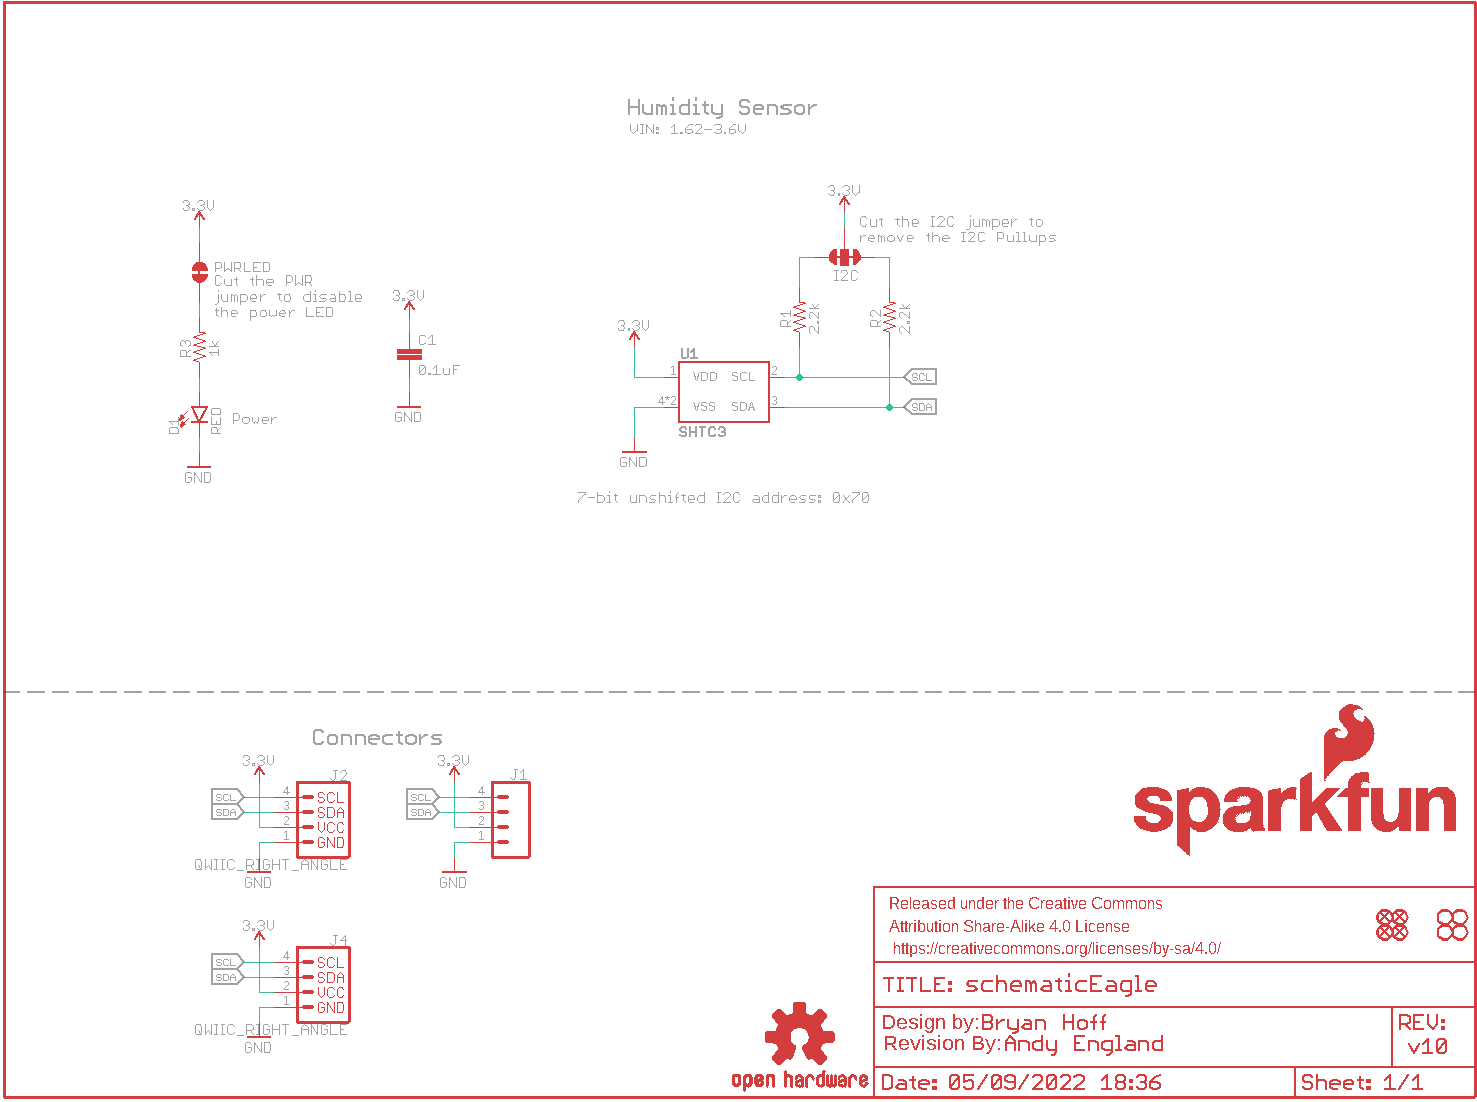 Humidity Sensor
VIN: 1.62-3.6V
3.3V
PWRLED
Cut the PWR
jumper to disable
the power LED
R3
1k
D1
RED
Power
GND
3.3V
C1
0.1uF
GND
3.3V
Cut the I2C jumper to
remove the I2C Pullups
I2C
R1
2.2k
R2
2.2k
3.3V
U1
1 VDD SCL 2
4*2 VSS SDA 3
SHTC3
SCL
SDA
GND
7-bit unshifted I2C address: 0x70
Connectors
3.3V
J2
SCL 4 SCL
SDA 3 SDA
2 VCC
1 GND
QWIIC_RIGHT_ANGLE
GND
3.3V
J1
SCL 4
SDA 3
2
1
GND
3.3V
J4
SCL 4 SCL
SDA 3 SDA
2 VCC
1 GND
QWIIC_RIGHT_ANGLE
GND
sparkfun
open hardware
Released under the Creative Commons
Attribution Share-Alike 4.0 License
https://creativecommons.org/licenses/by-sa/4.0/
TITLE: schematicEagle
Design by:Bryan Hoff
Revision By:Andy England
REV:
v10
Date: 05/09/2022 18:36
Sheet: 1/1